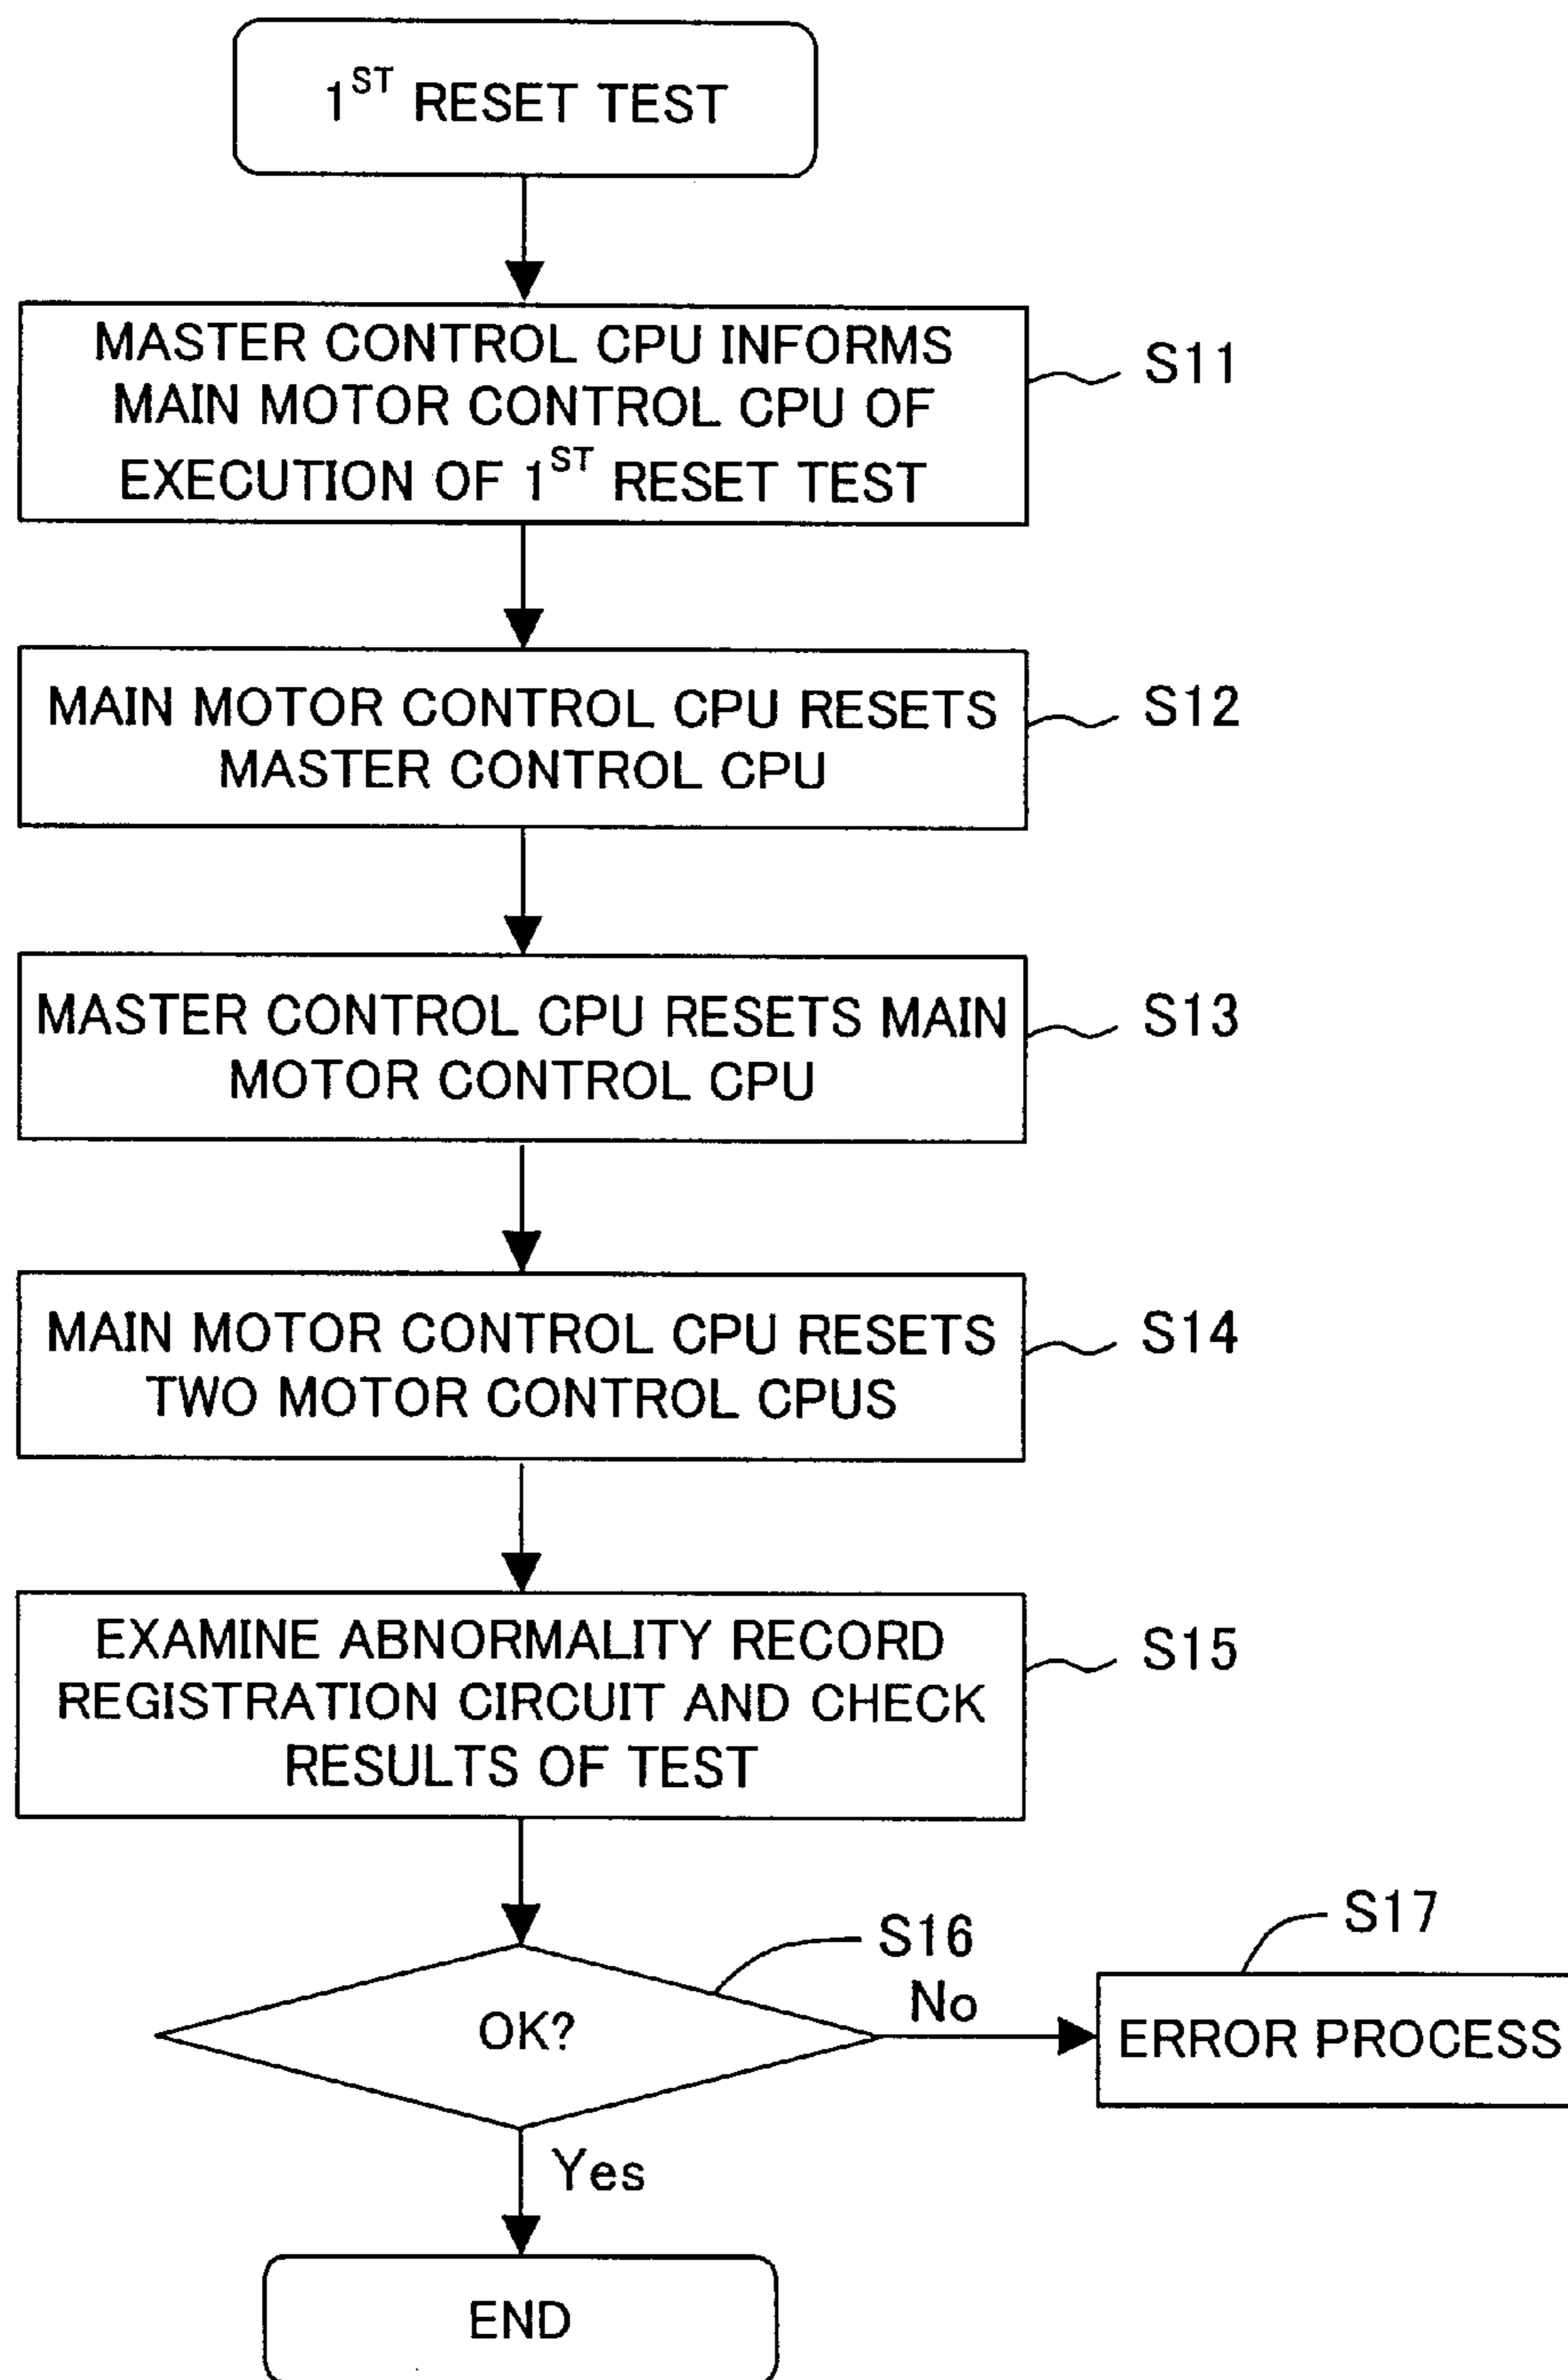 1ST RESET TEST
MASTER CONTROL CPU INFORMS
MAIN MOTOR CONTROL CPU OF
EXECUTION OF 1ST RESET TEST
S11
MAIN MOTOR CONTROL CPU RESETS
MASTER CONTROL CPU
S12
MASTER CONTROL CPU RESETS MAIN
MOTOR CONTROL CPU
S13
MAIN MOTOR CONTROL CPU RESETS
TWO MOTOR CONTROL CPUS
S14
EXAMINE ABNORMALITY RECORD
REGISTRATION CIRCUIT AND CHECK
RESULTS OF TEST
S15
OK?
S16
No
S17
ERROR PROCESS
Yes
END